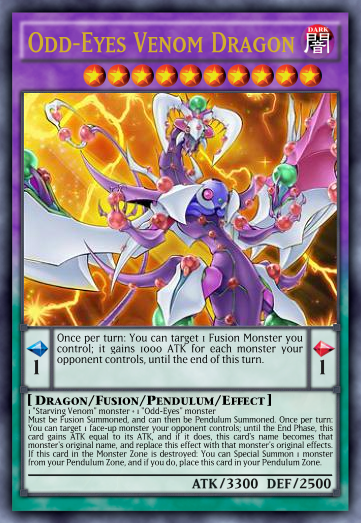 ODD-EYES VENOM DRAGON
DARK
闇
Once per turn: You can target 1 Fusion Monster you
control; it gains 1000 ATK for each monster your
opponent controls, until the end of this turn.
1
1
[ DRAGON/FUSION/PENDULUM/EFFECT ]
1 "Starving Venom" monster + 1 "Odd-Eyes" monster
Must be Fusion Summoned, and can then be Pendulum Summoned. Once per turn:
You can target 1 face-up monster your opponent controls; until the End Phase, this
card gains ATK equal to its ATK, and if it does, this card's name becomes that
monster's original name, and replace this effect with that monster's original effects.
If this card in the Monster Zone is destroyed: You can Special Summon 1 monster
from your Pendulum Zone, and if you do, place this card in your Pendulum Zone.
ATK/3300 DEF/2500